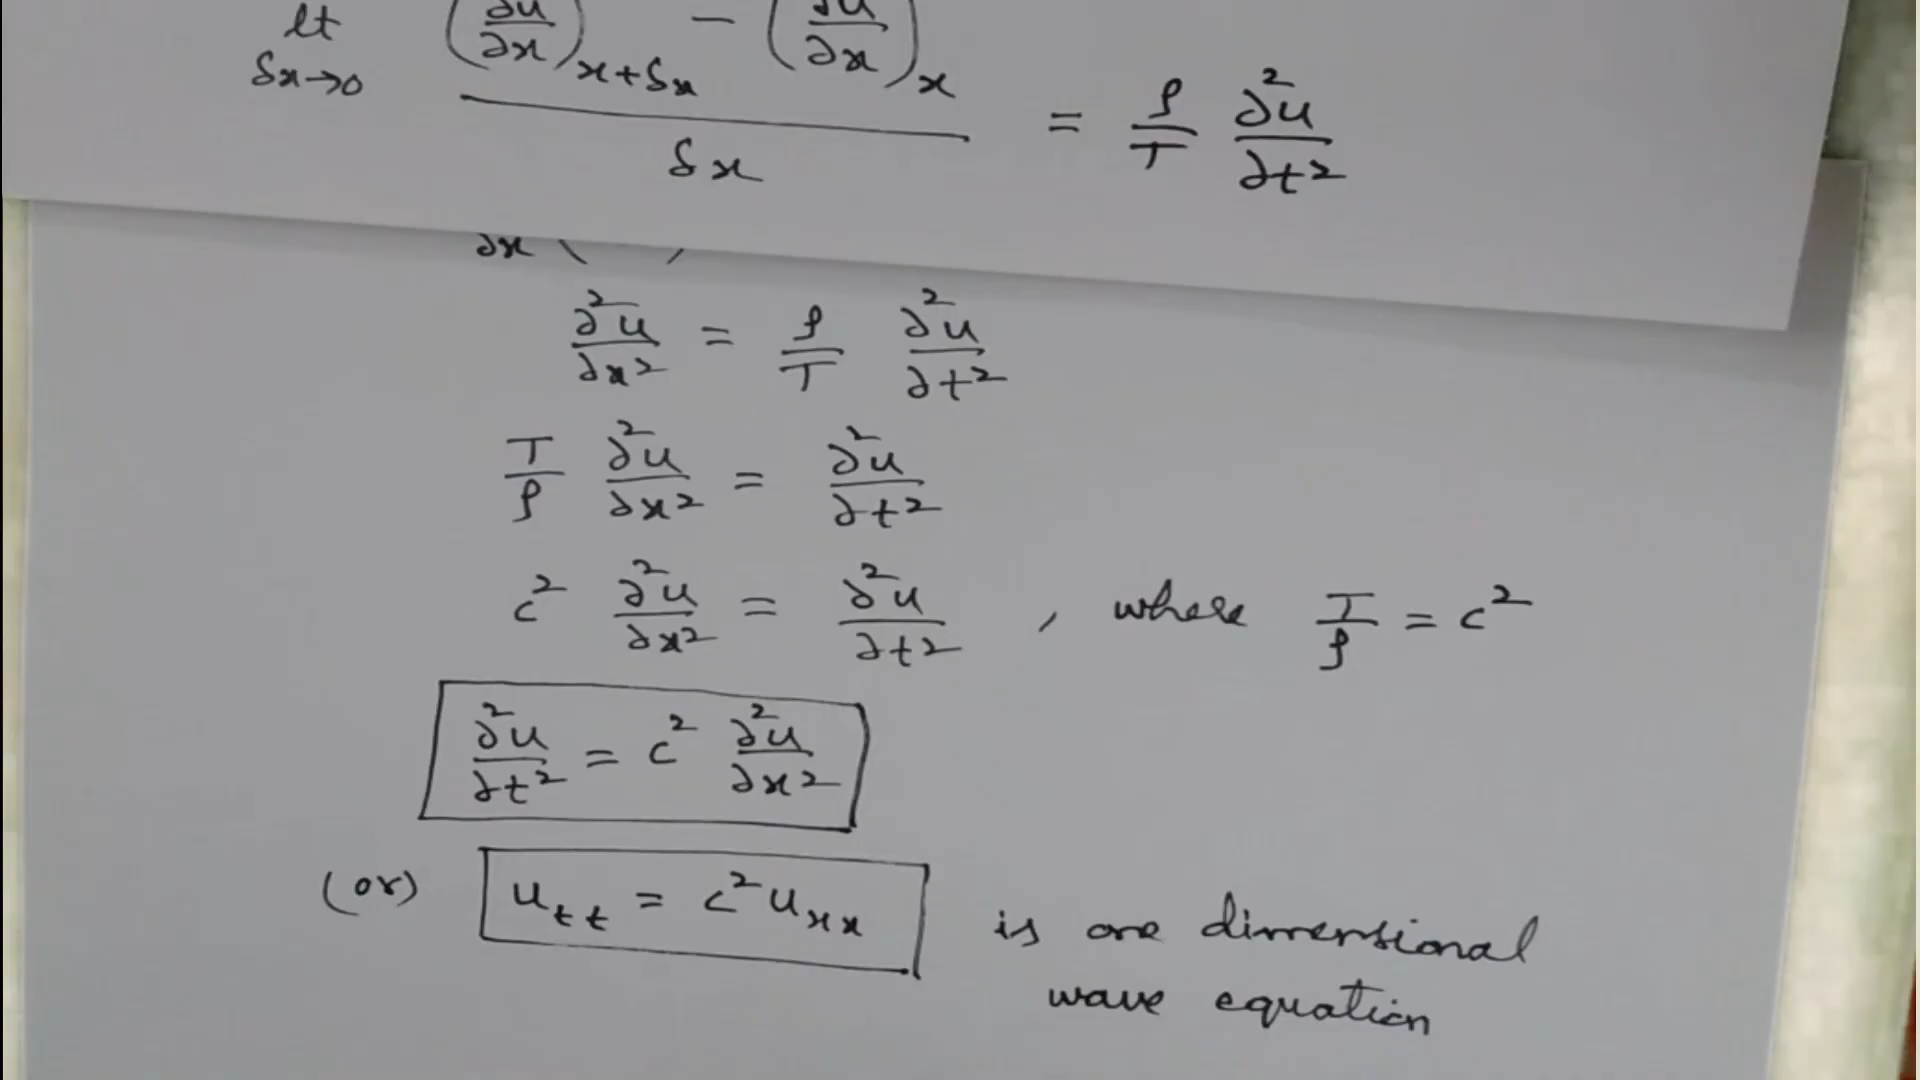 lt δx→0 ((∂u/∂x)_{x+δx} − (∂u/∂x)_x) / δx = ρ/T ∂²u/∂t²
∂x
∂²u/∂x² = ρ/T ∂²u/∂t²
T/ρ ∂²u/∂x² = ∂²u/∂t²
c² ∂²u/∂x² = ∂²u/∂t² , where T/ρ = c²
∂²u/∂t² = c² ∂²u/∂x²
(or) u_tt = c² u_xx is one dimensional
wave equation